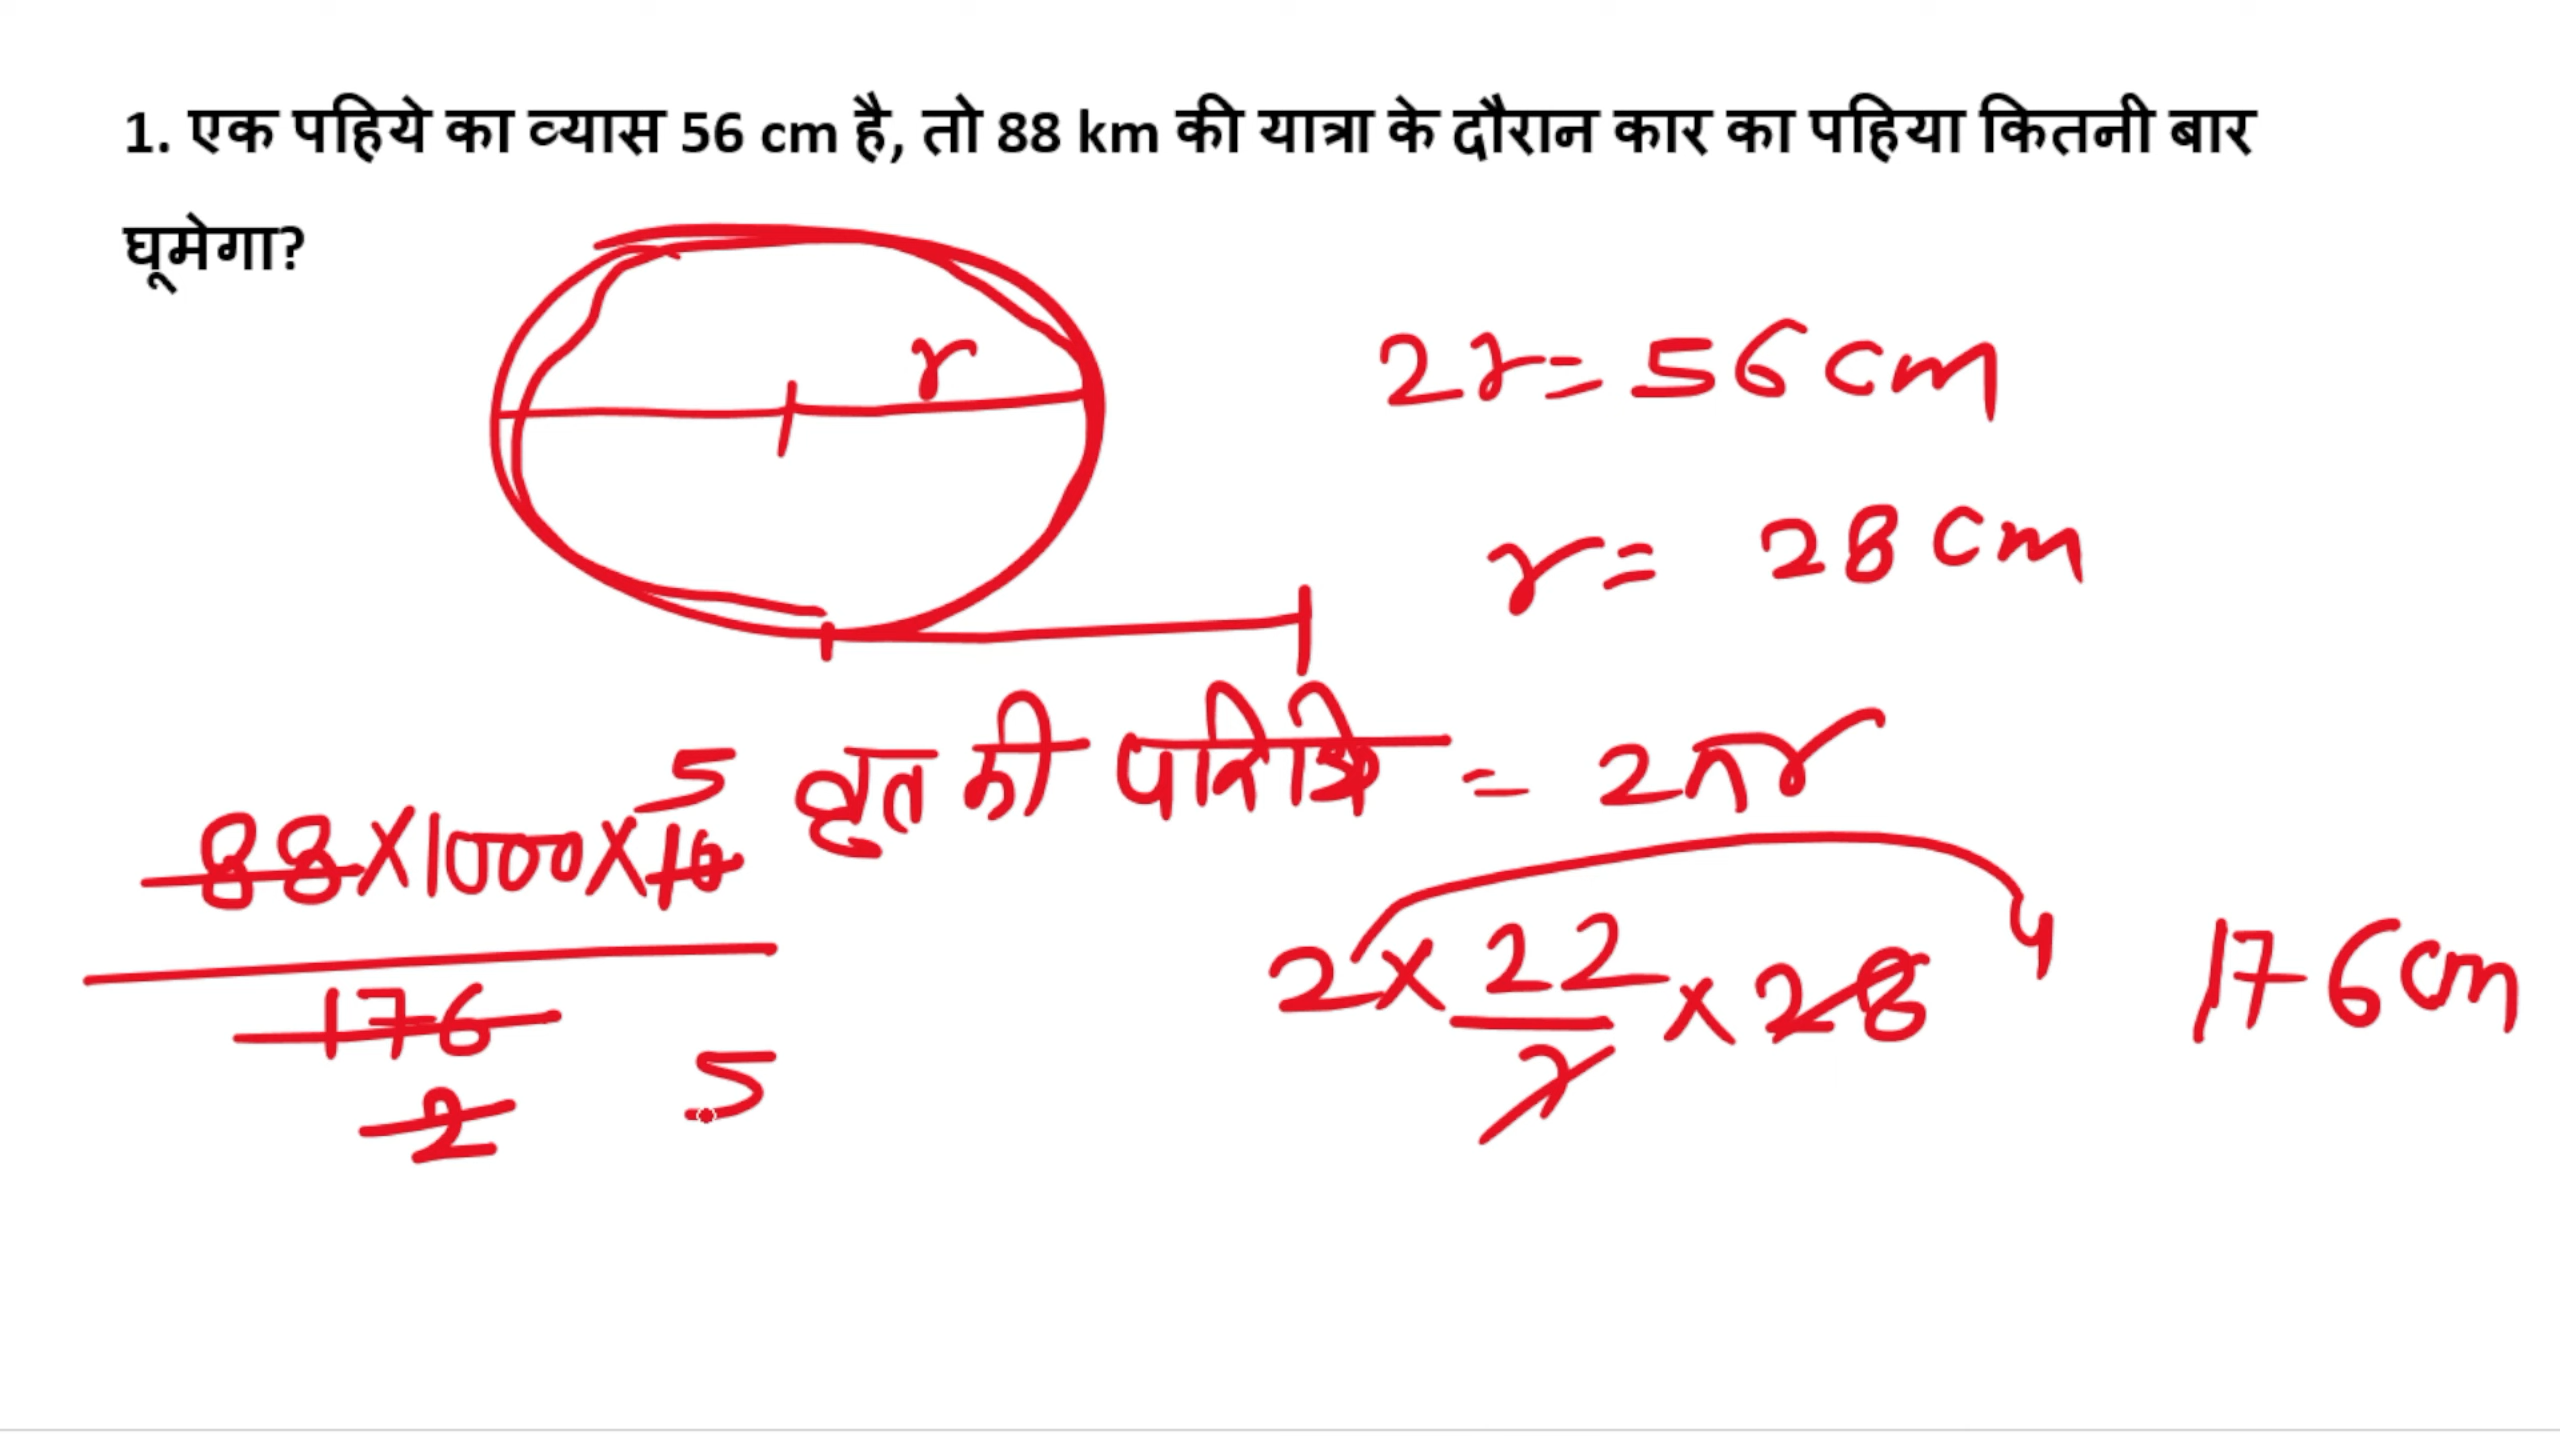 1. एक पहिये का व्यास 56 cm है, तो 88 km की यात्रा के दौरान कार का पहिया कितनी बार
घूमेगा?
r
2r = 56 cm
r = 28 cm
वृत की परिधि = 2πr
5
88 X 1000 X 10
176
2
5
2 x 22 x 28 4
7
176 cm